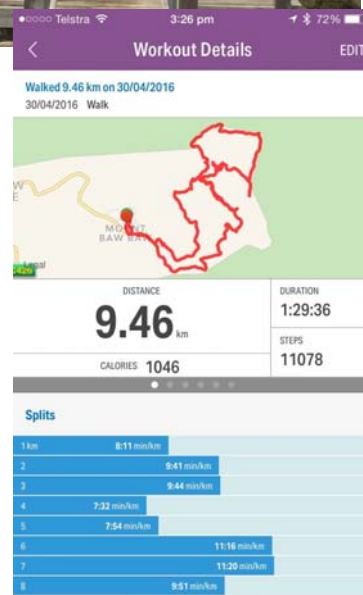 ●○○○○ Telstra 3:26 pm 72%
Workout Details EDIT
Walked 9.46 km on 30/04/2016
30/04/2016 Walk
MOUNT
BAW BAW
Legal
C426
DISTANCE
9.46 km
CALORIES 1046
DURATION
1:29:36
STEPS
11078
Splits
1 km 8:11 min/km
2 9:41 min/km
3 9:44 min/km
4 7:32 min/km
5 7:54 min/km
6 11:16 min/km
7 11:20 min/km
8 9:51 min/km